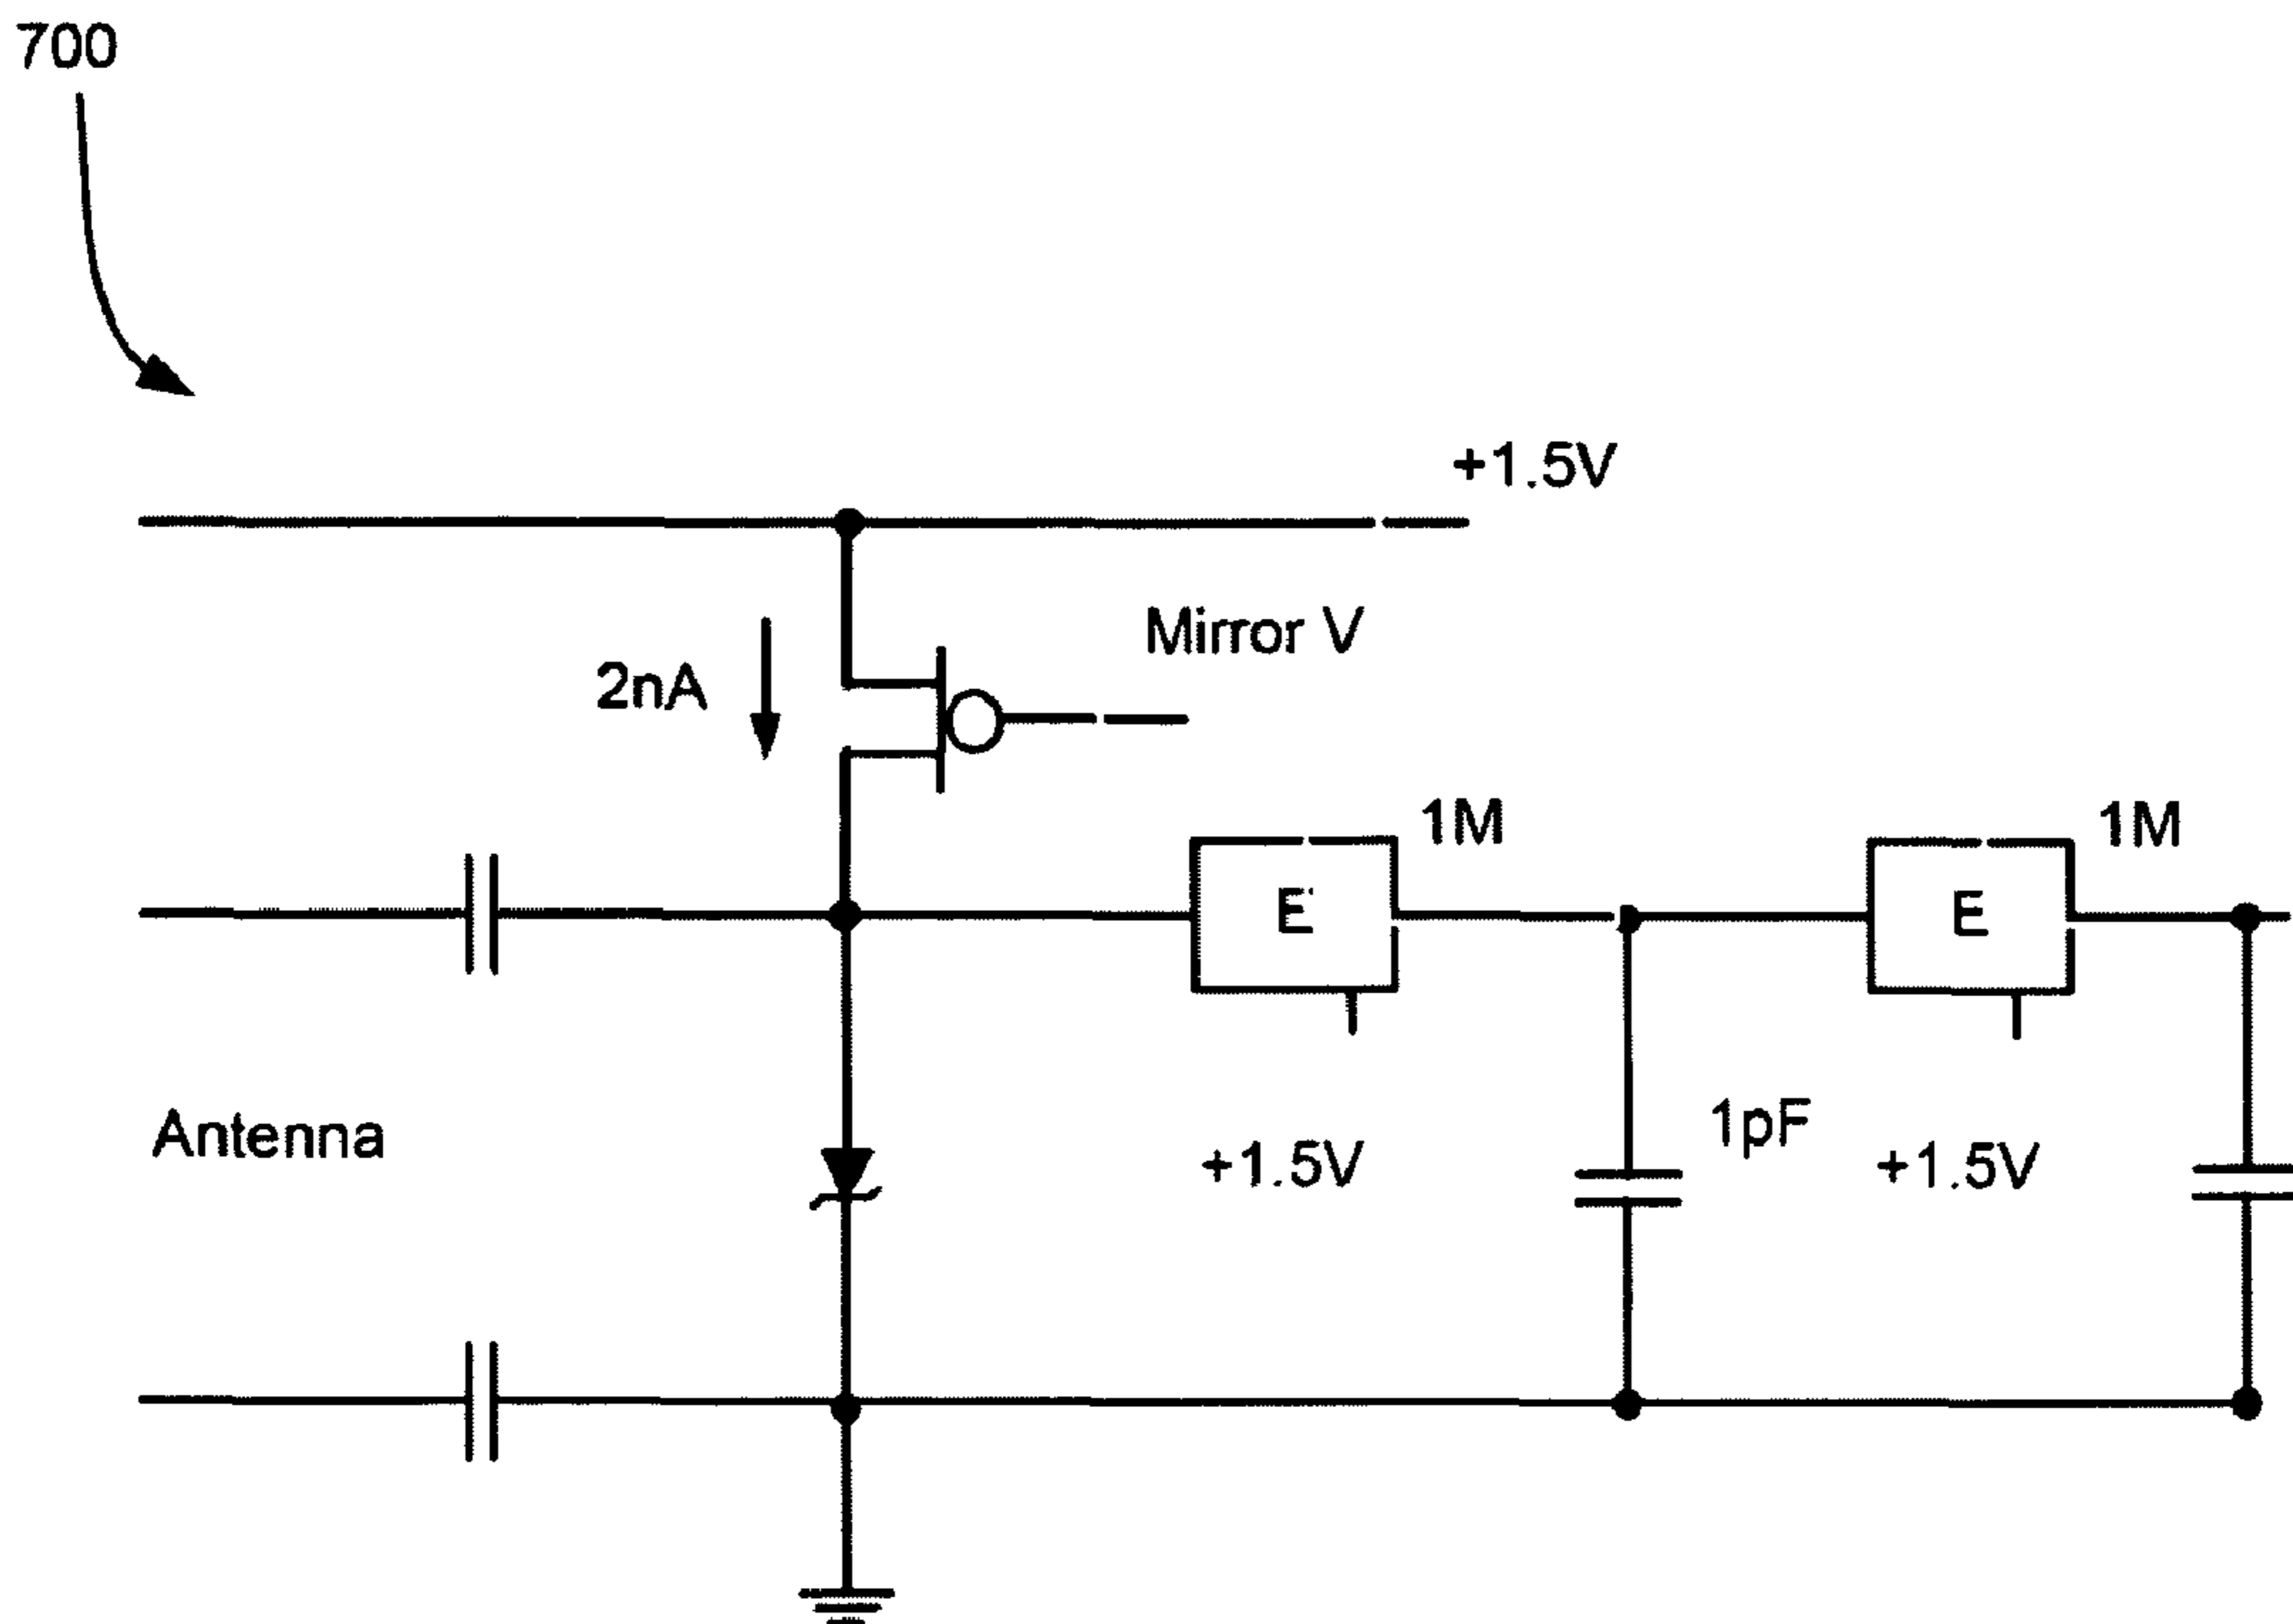 700
+1.5V
Mirror V
2nA
1M
1M
E
E
Antenna
1pF
+1.5V
+1.5V